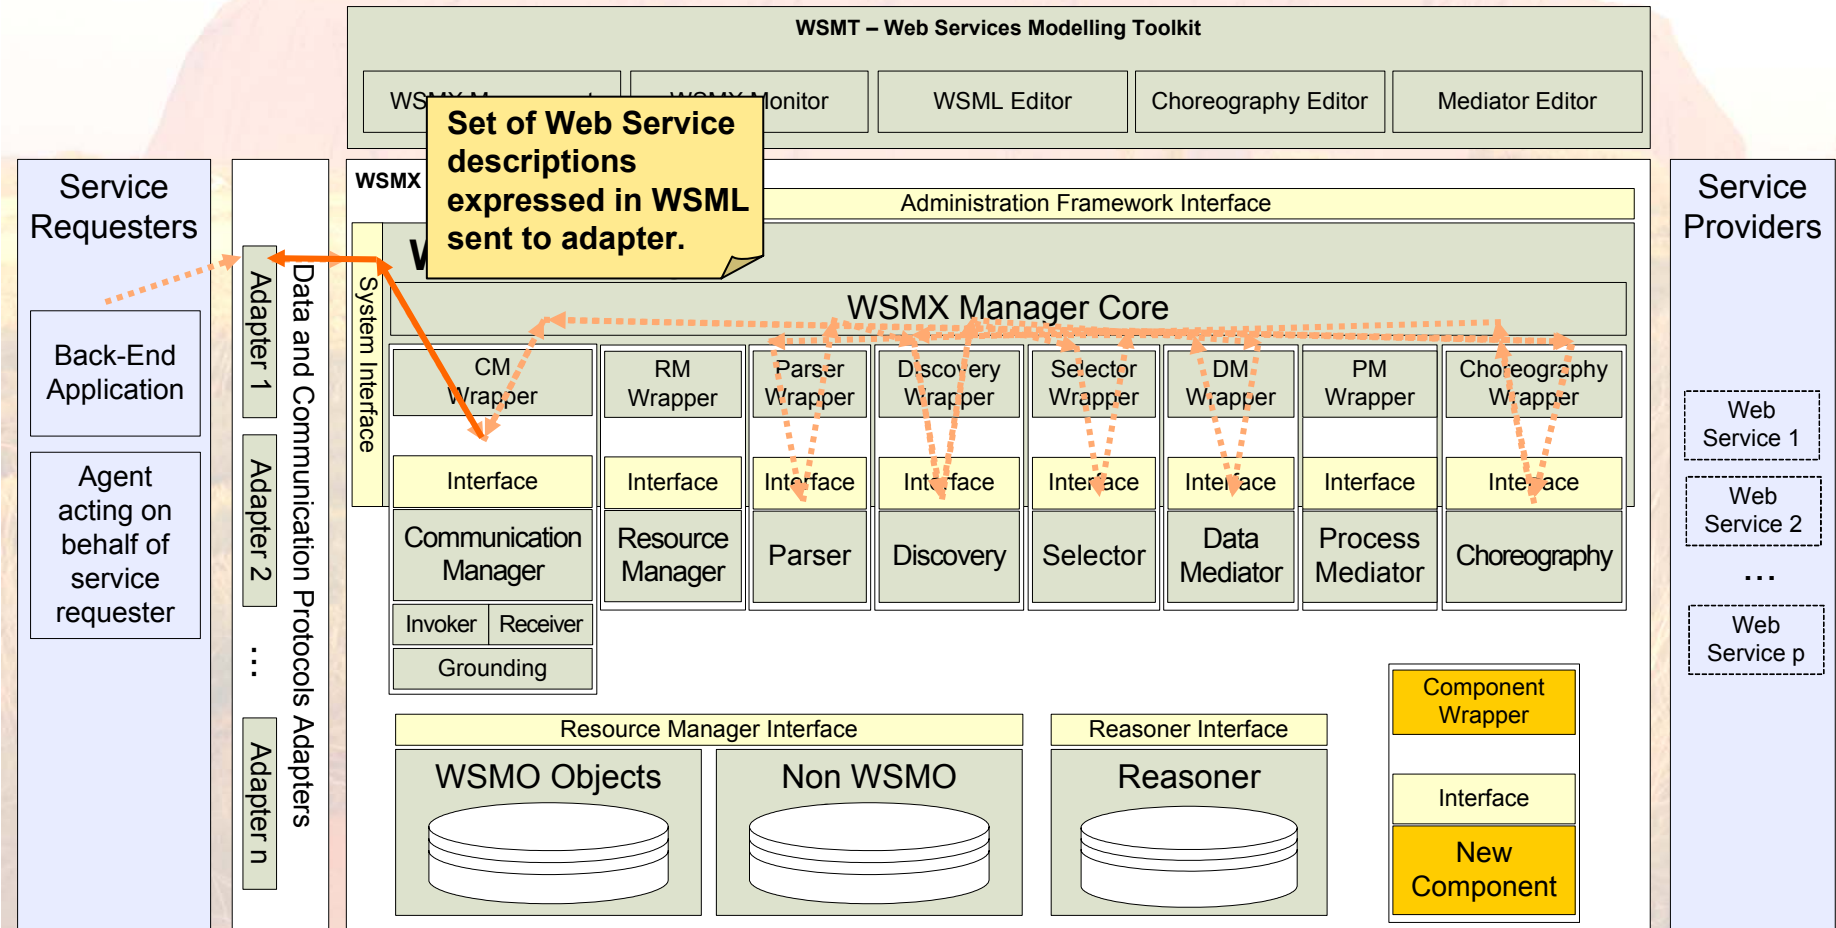 WSMT – Web Services Modelling Toolkit
WSMX Monitor
WSML Editor
Choreography Editor
Mediator Editor
Set of Web Service
descriptions
expressed in WSML
sent to adapter.
Service
Requesters
Back-End
Application
Agent
acting on
behalf of
service
requester
Adapter 1
Adapter 2
...
Adapter n
Data and Communication Protocols Adapters
WSMX
System Interface
Administration Framework Interface
WSMX Manager Core
CM
Wrapper
RM
Wrapper
Parser
Wrapper
Discovery
Wrapper
Selector
Wrapper
DM
Wrapper
PM
Wrapper
Choreography
Wrapper
Interface
Interface
Interface
Interface
Interface
Interface
Interface
Interface
Communication
Manager
Resource
Manager
Parser
Discovery
Selector
Data
Mediator
Process
Mediator
Choreography
Invoker
Receiver
Grounding
Resource Manager Interface
WSMO Objects
Non WSMO
Reasoner Interface
Reasoner
Component
Wrapper
Interface
New
Component
Service
Providers
Web
Service 1
Web
Service 2
...
Web
Service p